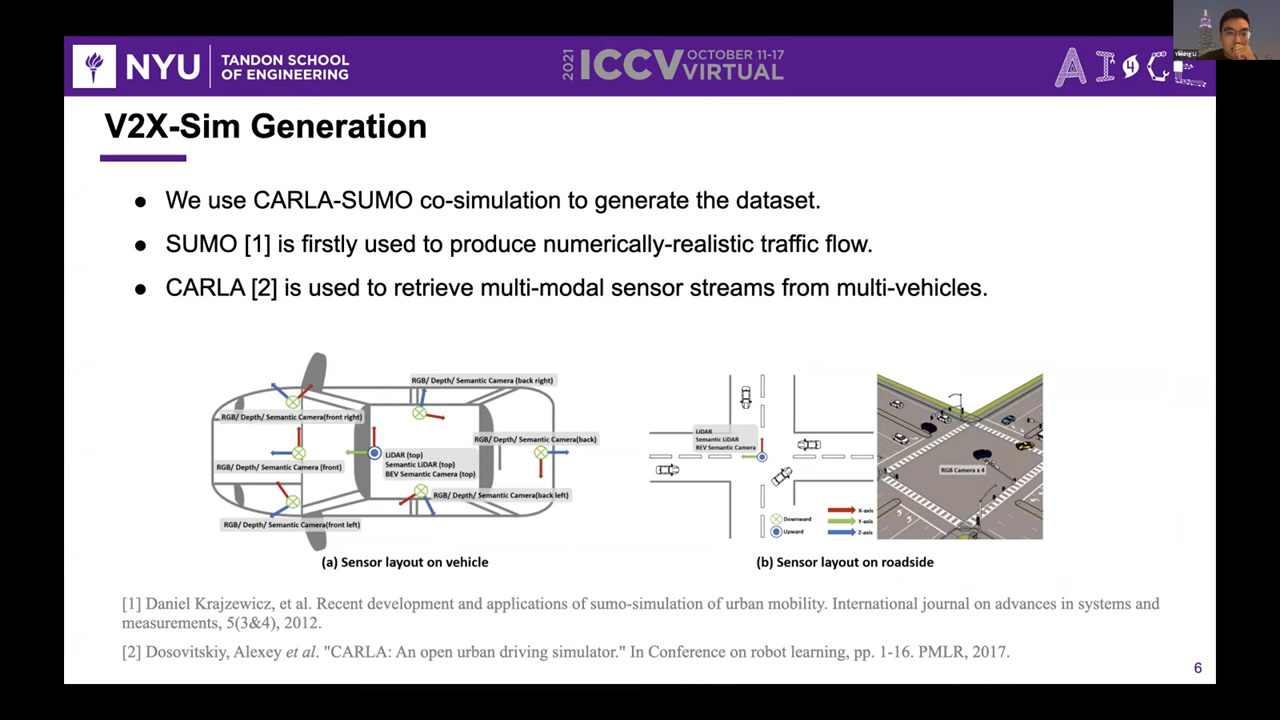 NYU
TANDON SCHOOL
OF ENGINEERING
2021
ICCV
OCTOBER 11-17
VIRTUAL
AI4CE
Yiming Li
V2X-Sim Generation
● We use CARLA-SUMO co-simulation to generate the dataset.
● SUMO [1] is firstly used to produce numerically-realistic traffic flow.
● CARLA [2] is used to retrieve multi-modal sensor streams from multi-vehicles.
RGB/ Depth/ Semantic Camera (back right)
RGB/ Depth/ Semantic Camera(front right)
RGB/ Depth/ Semantic Camera(back)
LiDAR (top)
Semantic LiDAR (top)
BEV Semantic Camera (top)
RGB/ Depth/ Semantic Camera (front)
RGB/ Depth/ Semantic Camera(back left)
RGB/ Depth/ Semantic Camera(front left)
(a) Sensor layout on vehicle
LiDAR
Semantic LiDAR
BEV Semantic Camera
RGB Camera x 4
Downward
Upward
X-axis
Y-axis
Z-axis
(b) Sensor layout on roadside
[1] Daniel Krajzewicz, et al. Recent development and applications of sumo-simulation of urban mobility. International journal on advances in systems and
measurements, 5(3&4), 2012.
[2] Dosovitskiy, Alexey et al. "CARLA: An open urban driving simulator." In Conference on robot learning, pp. 1-16. PMLR, 2017.
6